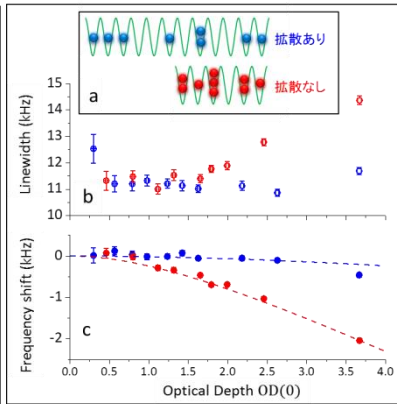 拡散あり
拡散なし
a
15
14
13
12
11
10
Linewidth (kHz)
b
0
-1
-2
Frequency shift (kHz)
c
0.0 0.5 1.0 1.5 2.0 2.5 3.0 3.5 4.0
Optical Depth OD(0)